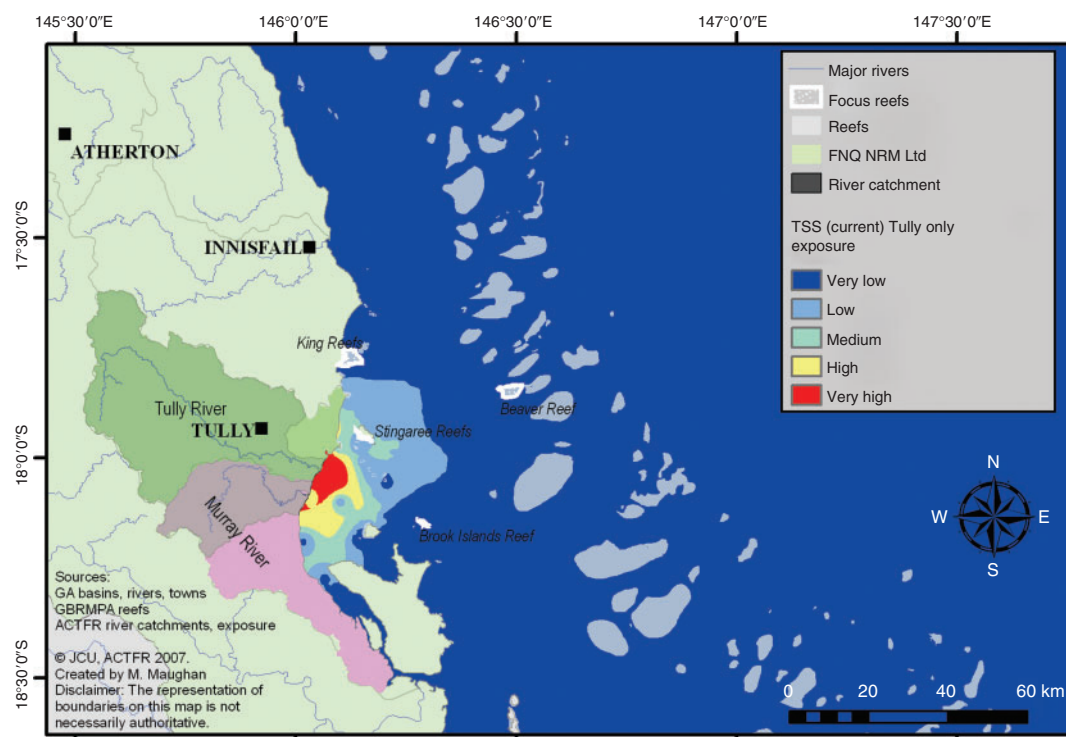 145°30′0″E
146°0′0″E
146°30′0″E
147°0′0″E
147°30′0″E
17°30′0″S
18°0′0″S
18°30′0″S
ATHERTON
INNISFAIL
King Reefs
Tully River
TULLY
Stingaree Reefs
Beaver Reef
Murray River
Brook Islands Reef
Major rivers
Focus reefs
Reefs
FNQ NRM Ltd
River catchment
TSS (current) Tully only
exposure
Very low
Low
Medium
High
Very high
N
W
E
S
Sources:
GA basins, rivers, towns
GBRMPA reefs
ACTFR river catchments, exposure
© JCU, ACTFR 2007.
Created by M. Maughan
Disclaimer: The representation of
boundaries on this map is not
necessarily authoritative.
0 20 40 60 km